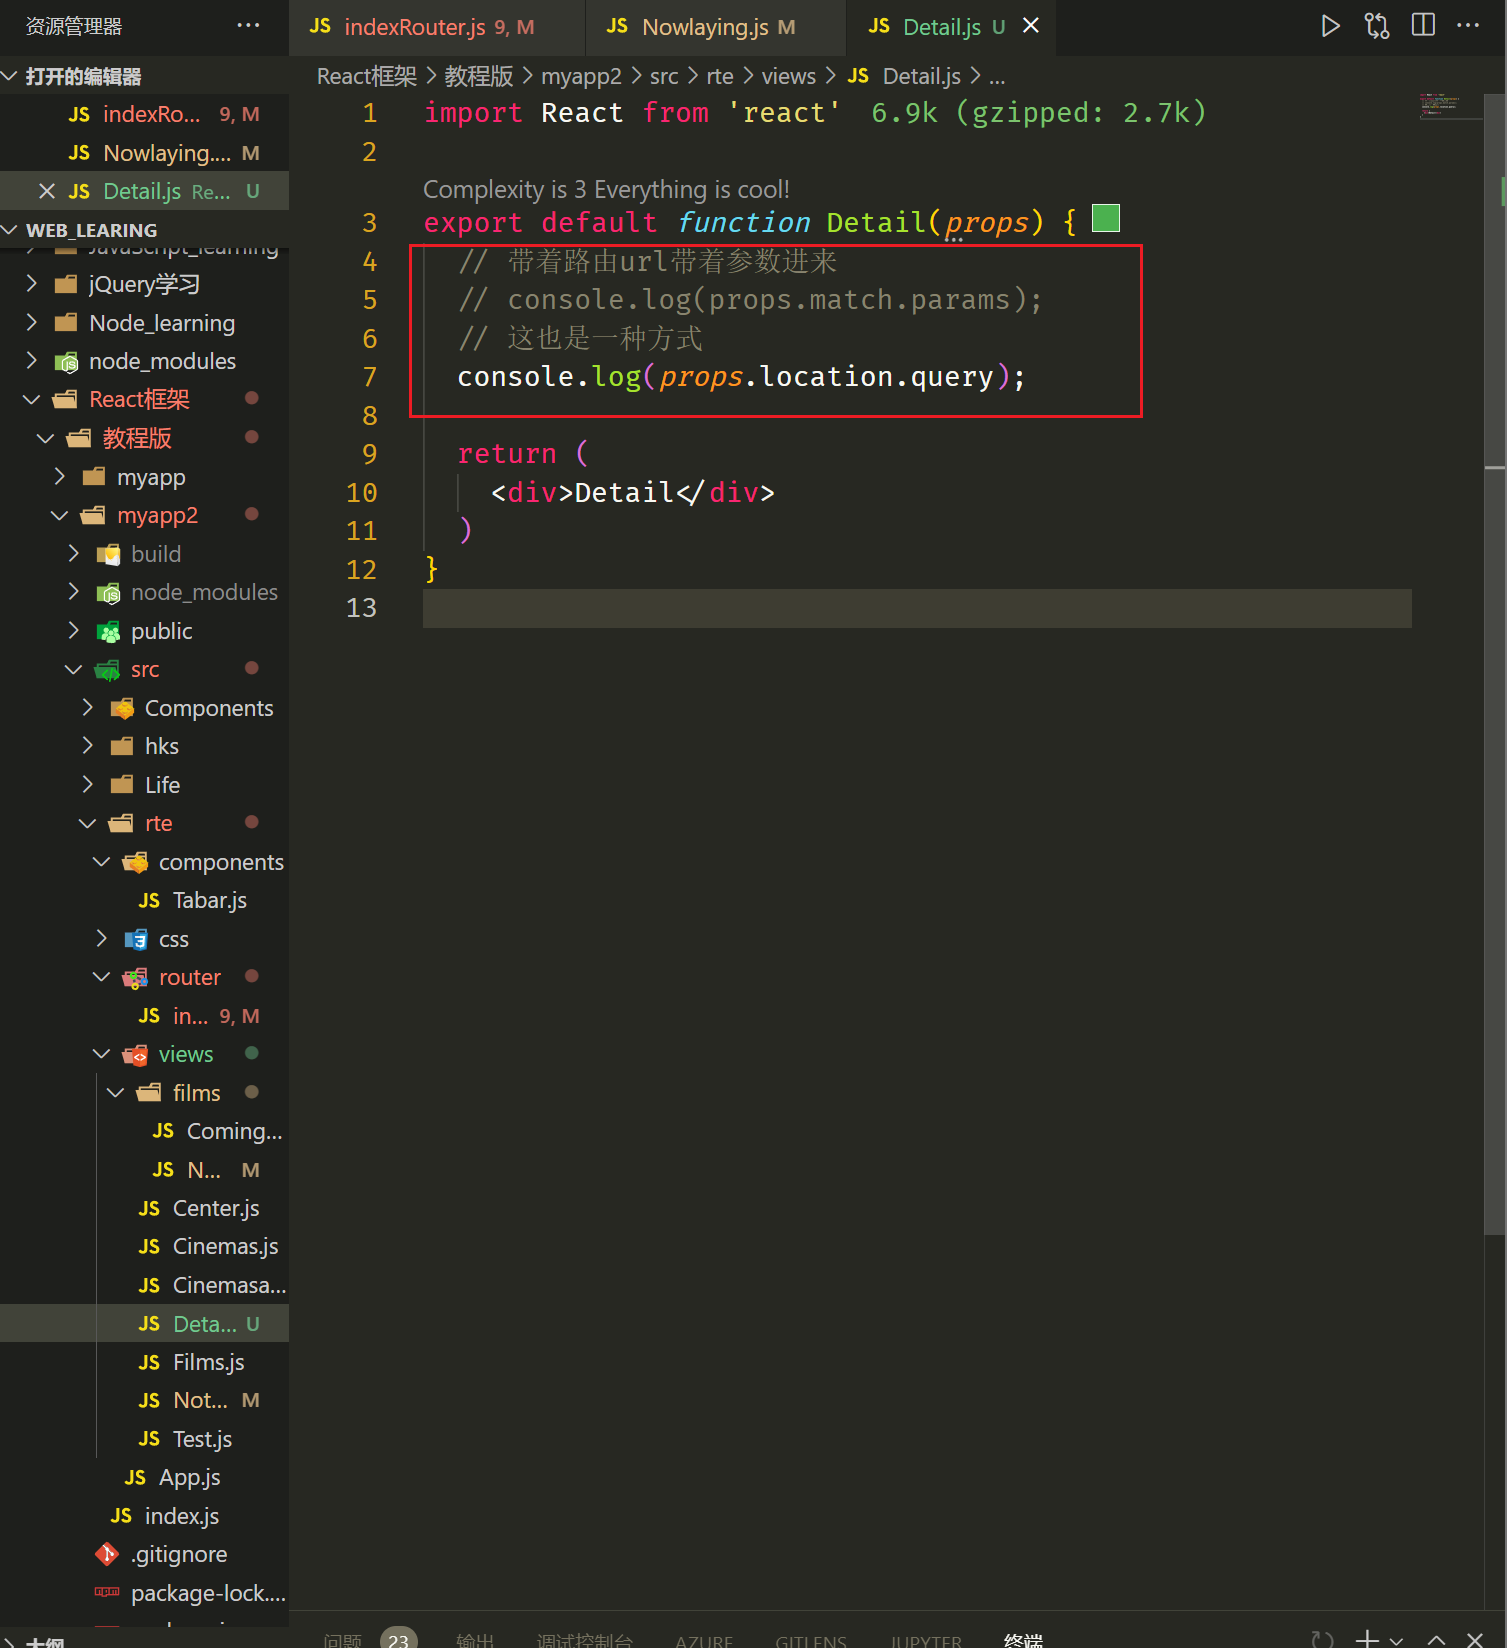 资源管理器 ···
打开的编辑器
JS indexRo... 9, M
JS Nowlaying.... M
JS Detail.js Re... U
WEB_LEARING
JavaScript_learning
jQuery学习
Node_learning
node_modules
React框架
教程版
myapp
myapp2
build
node_modules
public
src
Components
hks
Life
rte
components
JS Tabar.js
css
router
JS in... 9, M
views
films
JS Coming...
JS N... M
JS Center.js
JS Cinemas.js
JS Cinemasa...
JS Deta... U
JS Films.js
JS Not... M
JS Test.js
JS App.js
JS index.js
.gitignore
package-lock....
大纲
JS indexRouter.js 9, M
JS Nowlaying.js M
JS Detail.js U
React框架 > 教程版 > myapp2 > src > rte > views > JS Detail.js > ...
1 import React from 'react' 6.9k (gzipped: 2.7k)
2
Complexity is 3 Everything is cool!
3 export default function Detail(props) {
4 // 带着路由url带着参数进来
5 // console.log(props.match.params);
6 // 这也是一种方式
7 console.log(props.location.query);
8
9 return (
10 <div>Detail</div>
11 )
12 }
13
问题 23 输出 调试控制台 AZURE GITLENS JUPYTER 终端